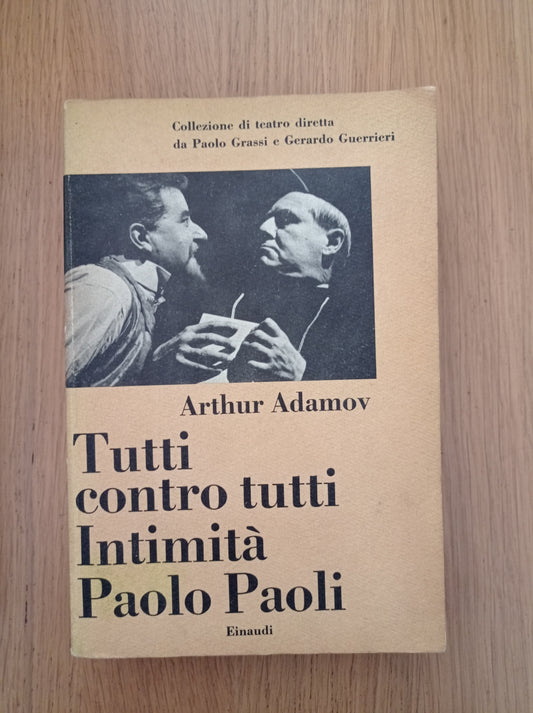 Collezione di teatro diretta
da Paolo Grassi e Gerardo Guerrieri
Arthur Adamov
Tutti
contro tutti
Intimità
Paolo Paoli
Einaudi